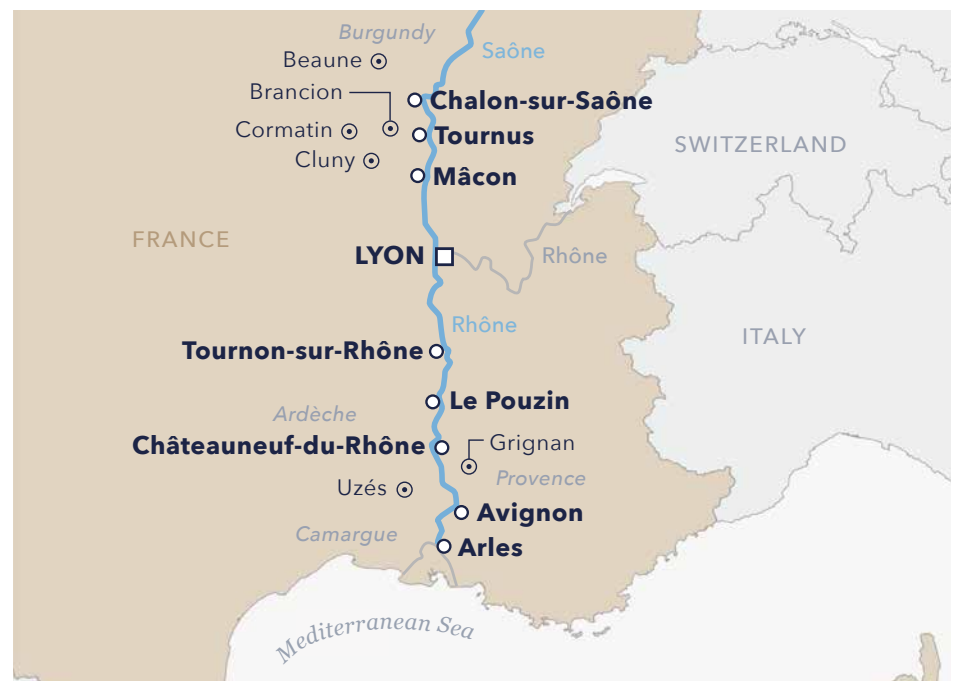 Burgundy
Saône
Beaune
Brancion
Chalon-sur-Saône
Cormatin
Tournus
SWITZERLAND
Cluny
Mâcon
FRANCE
LYON
Rhône
Rhône
ITALY
Tournon-sur-Rhône
Le Pouzin
Ardèche
Châteauneuf-du-Rhône
Grignan
Provence
Uzés
Avignon
Camargue
Arles
Mediterranean Sea